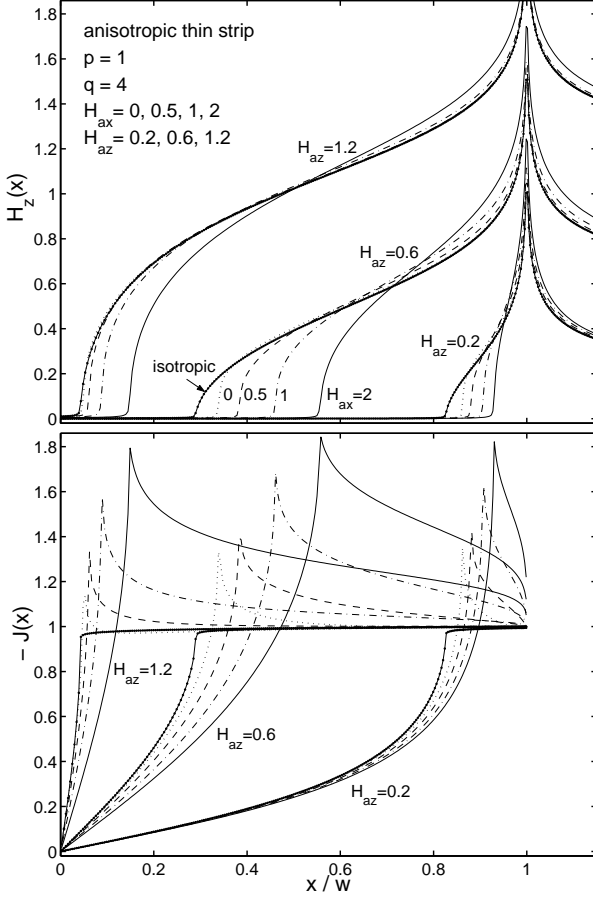 anisotropic thin strip
p = 1
q = 4
H_ax = 0, 0.5, 1, 2
H_az = 0.2, 0.6, 1.2
H_az=1.2
H_az=0.6
H_az=0.2
isotropic
0 0.5 1 H_ax=2
H_z(x)
1.8
1.6
1.4
1.2
1
0.8
0.6
0.4
0.2
0
H_az=1.2
H_az=0.6
H_az=0.2
– J(x)
1.8
1.6
1.4
1.2
1
0.8
0.6
0.4
0.2
0
0 0.2 0.4 0.6 0.8 1
x / w